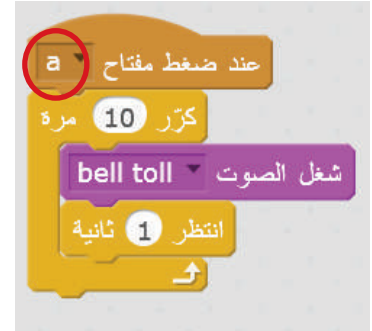 عند ضغط مفتاح a
كرّر 10 مرة
شغل الصوت bell toll
انتظر 1 ثانية